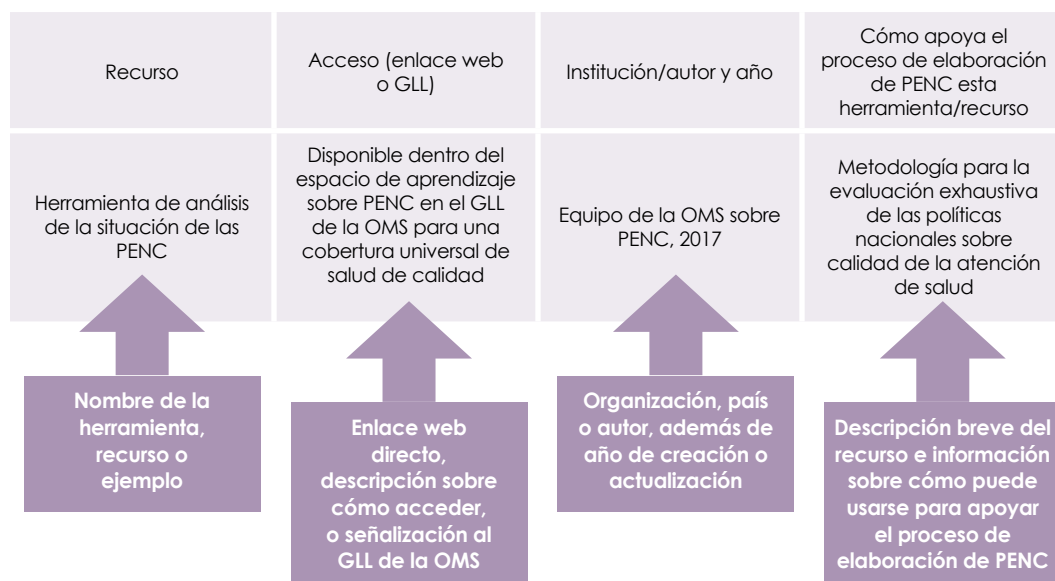 Recurso
Acceso (enlace web
o GLL)
Institución/autor y año
Cómo apoya el
proceso de elaboración
de PENC esta
herramienta/recurso
Herramienta de análisis
de la situación de las
PENC
Disponible dentro del
espacio de aprendizaje
sobre PENC en el GLL
de la OMS para una
cobertura universal de
salud de calidad
Equipo de la OMS sobre
PENC, 2017
Metodología para la
evaluación exhaustiva
de las políticas
nacionales sobre
calidad de la atención
de salud
Nombre de la
herramienta,
recurso o
ejemplo
Enlace web
directo,
descripción sobre
cómo acceder,
o señalización al
GLL de la OMS
Organización, país
o autor, además de
año de creación o
actualización
Descripción breve del
recurso e información
sobre cómo puede
usarse para apoyar
el proceso de
elaboración de PENC